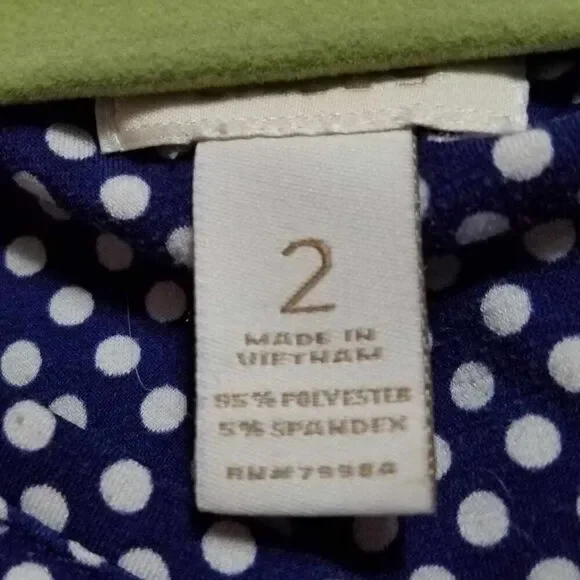 2
MADE IN
VIETNAM
95% POLYESTER
5% SPANDEX
RN# 79984